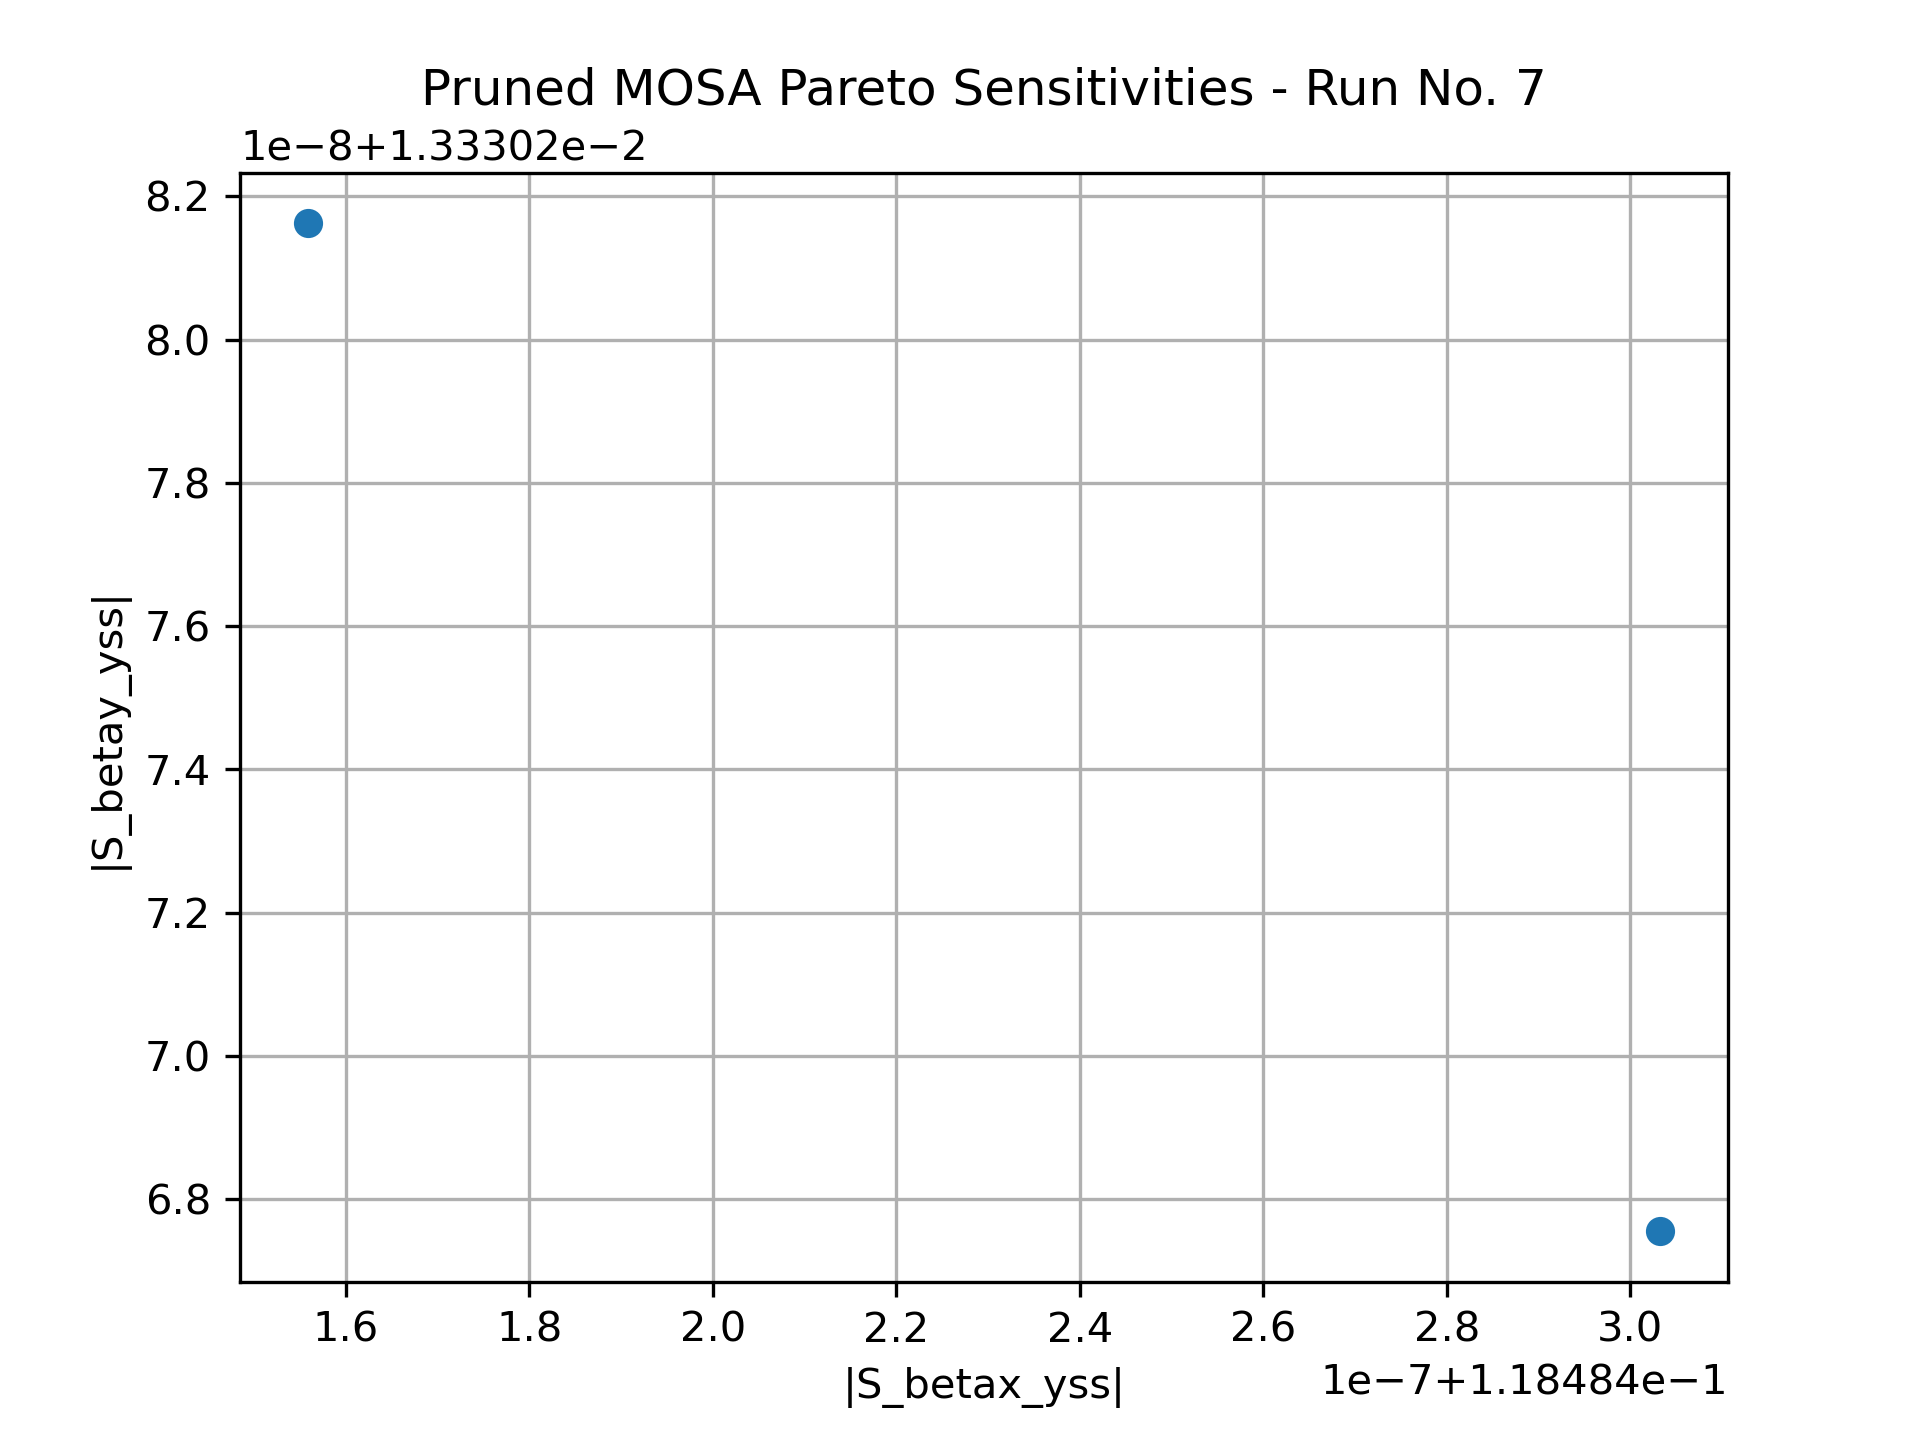 Pruned MOSA Pareto Sensitivities - Run No. 7
1e−8+1.33302e−2
8.2
8.0
7.8
7.6
7.4
7.2
7.0
6.8
|S_betay_yss|
1.6 1.8 2.0 2.2 2.4 2.6 2.8 3.0
|S_betax_yss|
1e−7+1.18484e−1